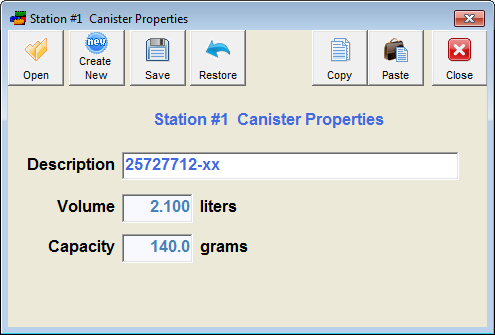 Station #1  Canister Properties
new
Open
Create
New
Save
Restore
Copy
Paste
Close
Station #1  Canister Properties
Description 25727712-xx
Volume 2.100 liters
Capacity 140.0 grams